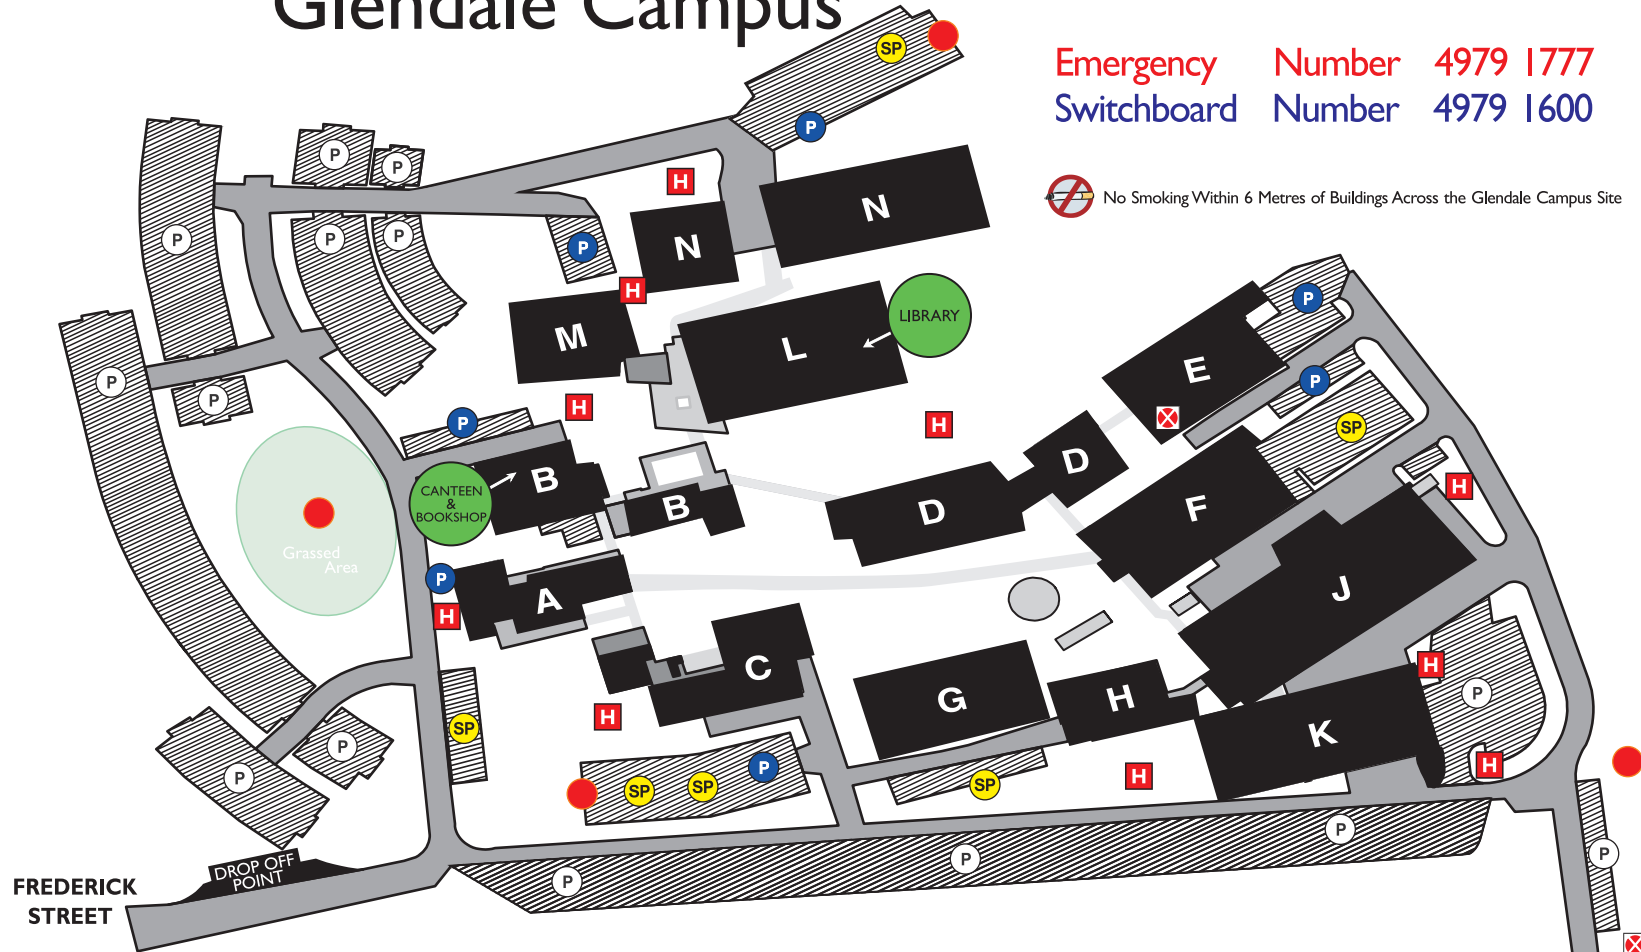 Glendale Campus
Emergency Number 4979 1777
Switchboard Number 4979 1600
No Smoking Within 6 Metres of Buildings Across the Glendale Campus Site
SP
P
P
P
P
H
N
N
P
P
P
P
H
P
LIBRARY
M
L
E
P
P
P
H
X
P
H
SP
P
B
D
H
CANTEEN
&
BOOKSHOP
B
D
F
Grassed
Area
P
H
A
J
C
H
P
G
H
K
SP
H
P
P
SP
SP
P
SP
H
H
P
P
P
P
P
DROP OFF
POINT
FREDERICK
STREET
X